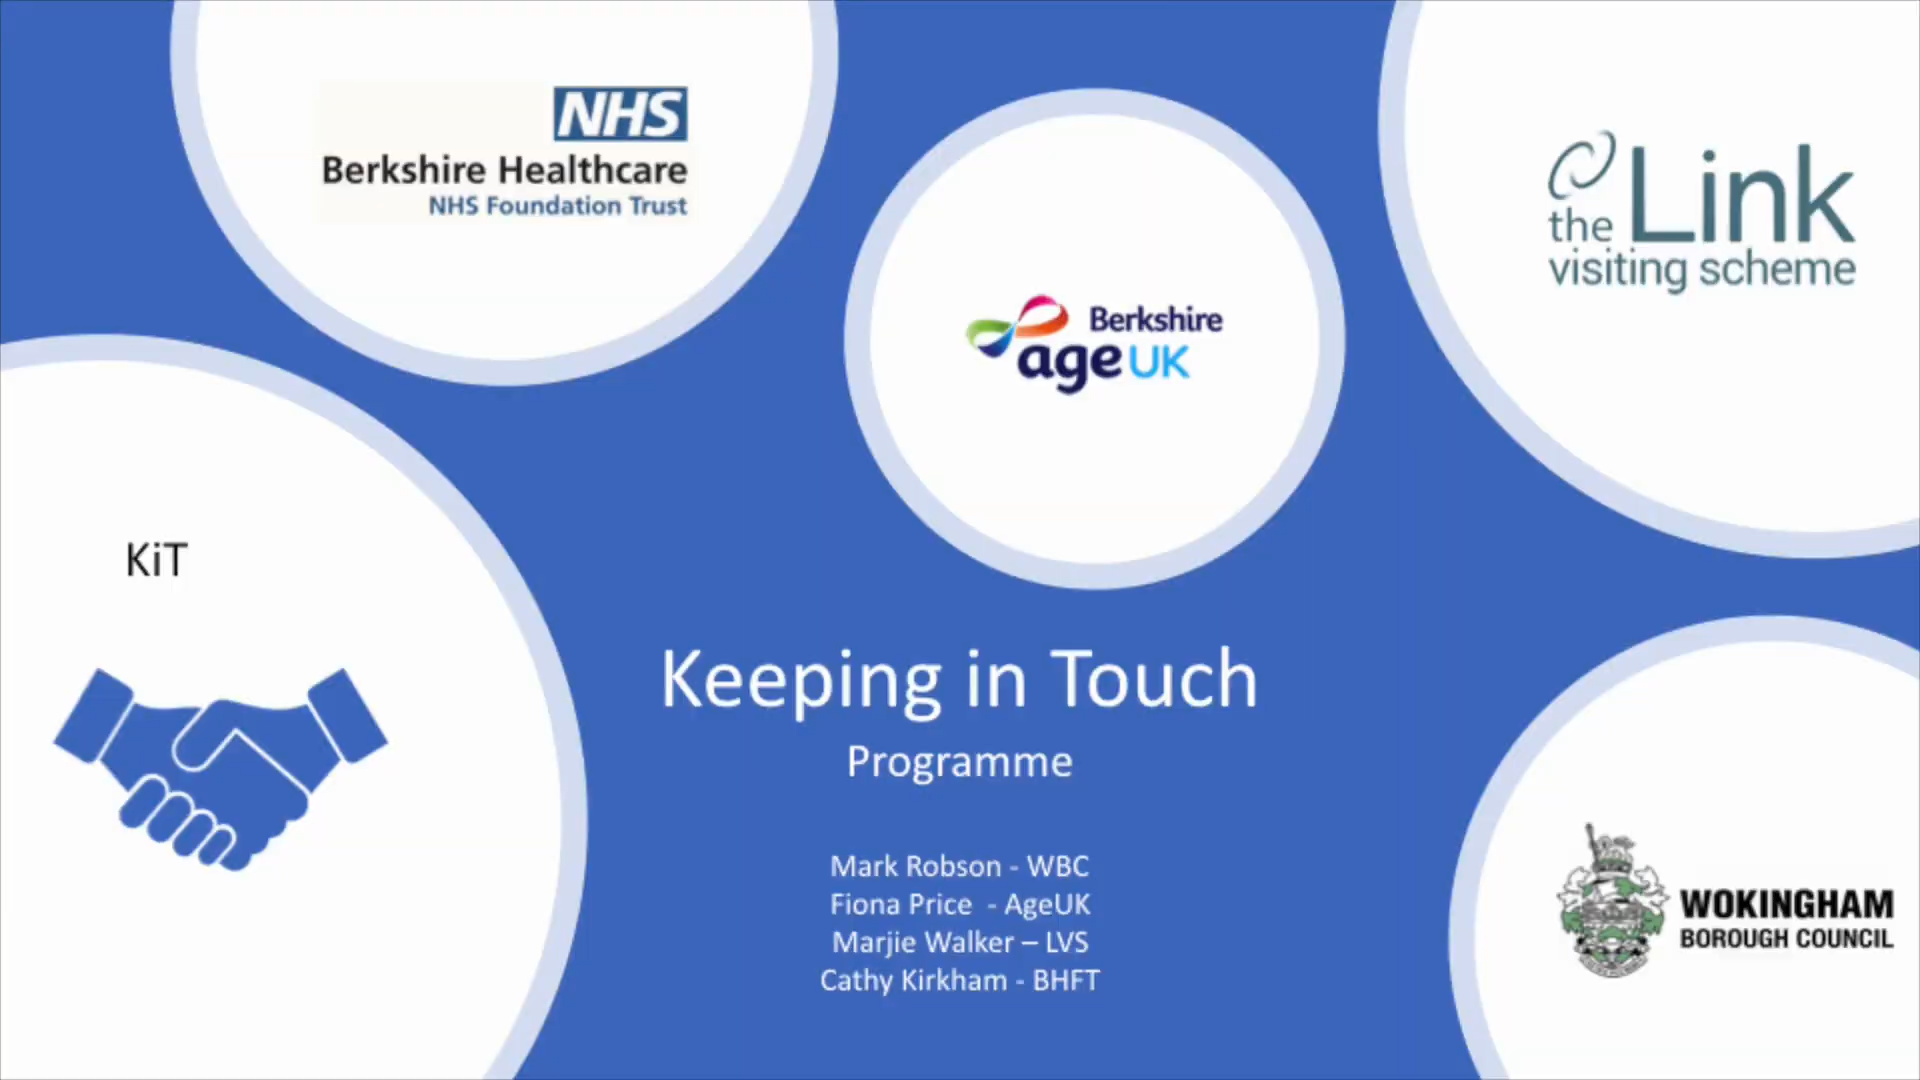 NHS
Berkshire Healthcare
NHS Foundation Trust
Berkshire
age UK
the Link
visiting scheme
KiT
Keeping in Touch
Programme
Mark Robson - WBC
Fiona Price - AgeUK
Marjie Walker – LVS
Cathy Kirkham - BHFT
WOKINGHAM
BOROUGH COUNCIL